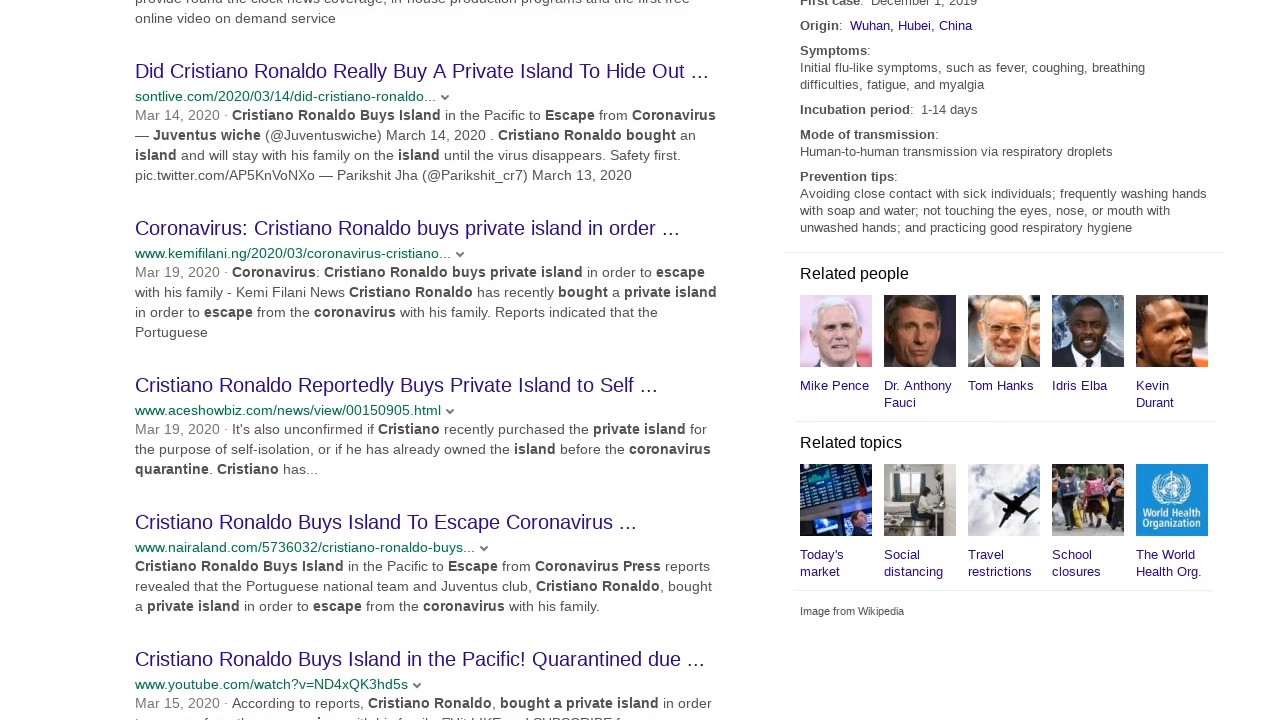 online video on demand service
Did Cristiano Ronaldo Really Buy A Private Island To Hide Out ...
sontlive.com/2020/03/14/did-cristiano-ronaldo...
Mar 14, 2020 · Cristiano Ronaldo Buys Island in the Pacific to Escape from Coronavirus
— Juventus wiche (@Juventuswiche) March 14, 2020 . Cristiano Ronaldo bought an
island and will stay with his family on the island until the virus disappears. Safety first.
pic.twitter.com/AP5KnVoNXo — Parikshit Jha (@Parikshit_cr7) March 13, 2020
Coronavirus: Cristiano Ronaldo buys private island in order ...
www.kemifilani.ng/2020/03/coronavirus-cristiano...
Mar 19, 2020 · Coronavirus: Cristiano Ronaldo buys private island in order to escape
with his family - Kemi Filani News Cristiano Ronaldo has recently bought a private island
in order to escape from the coronavirus with his family. Reports indicated that the
Portuguese
Cristiano Ronaldo Reportedly Buys Private Island to Self ...
www.aceshowbiz.com/news/view/00150905.html
Mar 19, 2020 · It's also unconfirmed if Cristiano recently purchased the private island for
the purpose of self-isolation, or if he has already owned the island before the coronavirus
quarantine. Cristiano has...
Cristiano Ronaldo Buys Island To Escape Coronavirus ...
www.nairaland.com/5736032/cristiano-ronaldo-buys...
Cristiano Ronaldo Buys Island in the Pacific to Escape from Coronavirus Press reports
revealed that the Portuguese national team and Juventus club, Cristiano Ronaldo, bought
a private island in order to escape from the coronavirus with his family.
Cristiano Ronaldo Buys Island in the Pacific! Quarantined due ...
www.youtube.com/watch?v=ND4xQK3hd5s
Mar 15, 2020 · According to reports, Cristiano Ronaldo, bought a private island in order
First case: December 1, 2019
Origin: Wuhan, Hubei, China
Symptoms:
Initial flu-like symptoms, such as fever, coughing, breathing
difficulties, fatigue, and myalgia
Incubation period: 1-14 days
Mode of transmission:
Human-to-human transmission via respiratory droplets
Prevention tips:
Avoiding close contact with sick individuals; frequently washing hands
with soap and water; not touching the eyes, nose, or mouth with
unwashed hands; and practicing good respiratory hygiene
Related people
Mike Pence
Dr. Anthony
Fauci
Tom Hanks
Idris Elba
Kevin
Durant
Related topics
World Health
Organization
Today's
market
Social
distancing
Travel
restrictions
School
closures
The World
Health Org.
Image from Wikipedia